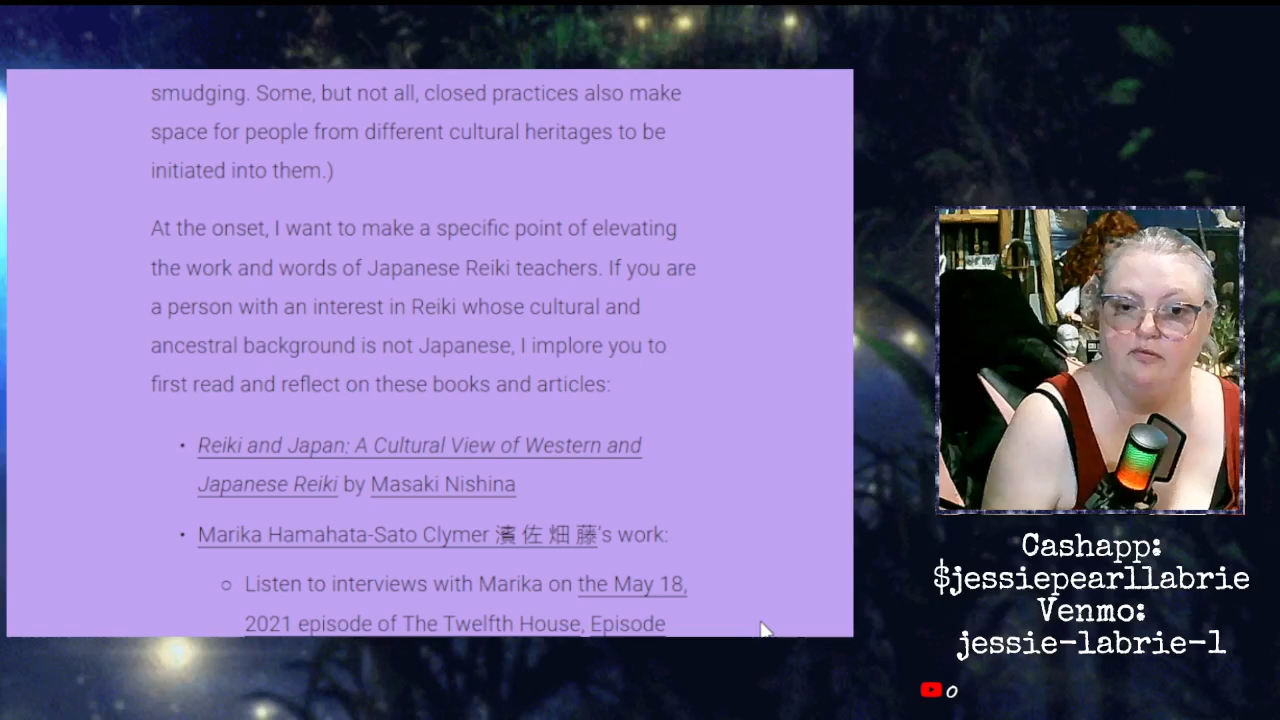 smudging. Some, but not all, closed practices also make
space for people from different cultural heritages to be
initiated into them.)
At the onset, I want to make a specific point of elevating
the work and words of Japanese Reiki teachers. If you are
a person with an interest in Reiki whose cultural and
ancestral background is not Japanese, I implore you to
first read and reflect on these books and articles:
• Reiki and Japan: A Cultural View of Western and
Japanese Reiki by Masaki Nishina
• Marika Hamahata-Sato Clymer 濱 佐 畑 藤's work:
○ Listen to interviews with Marika on the May 18,
2021 episode of The Twelfth House, Episode
Cashapp:
$jessiepearllabrie
Venmo:
jessie-labrie-1
0